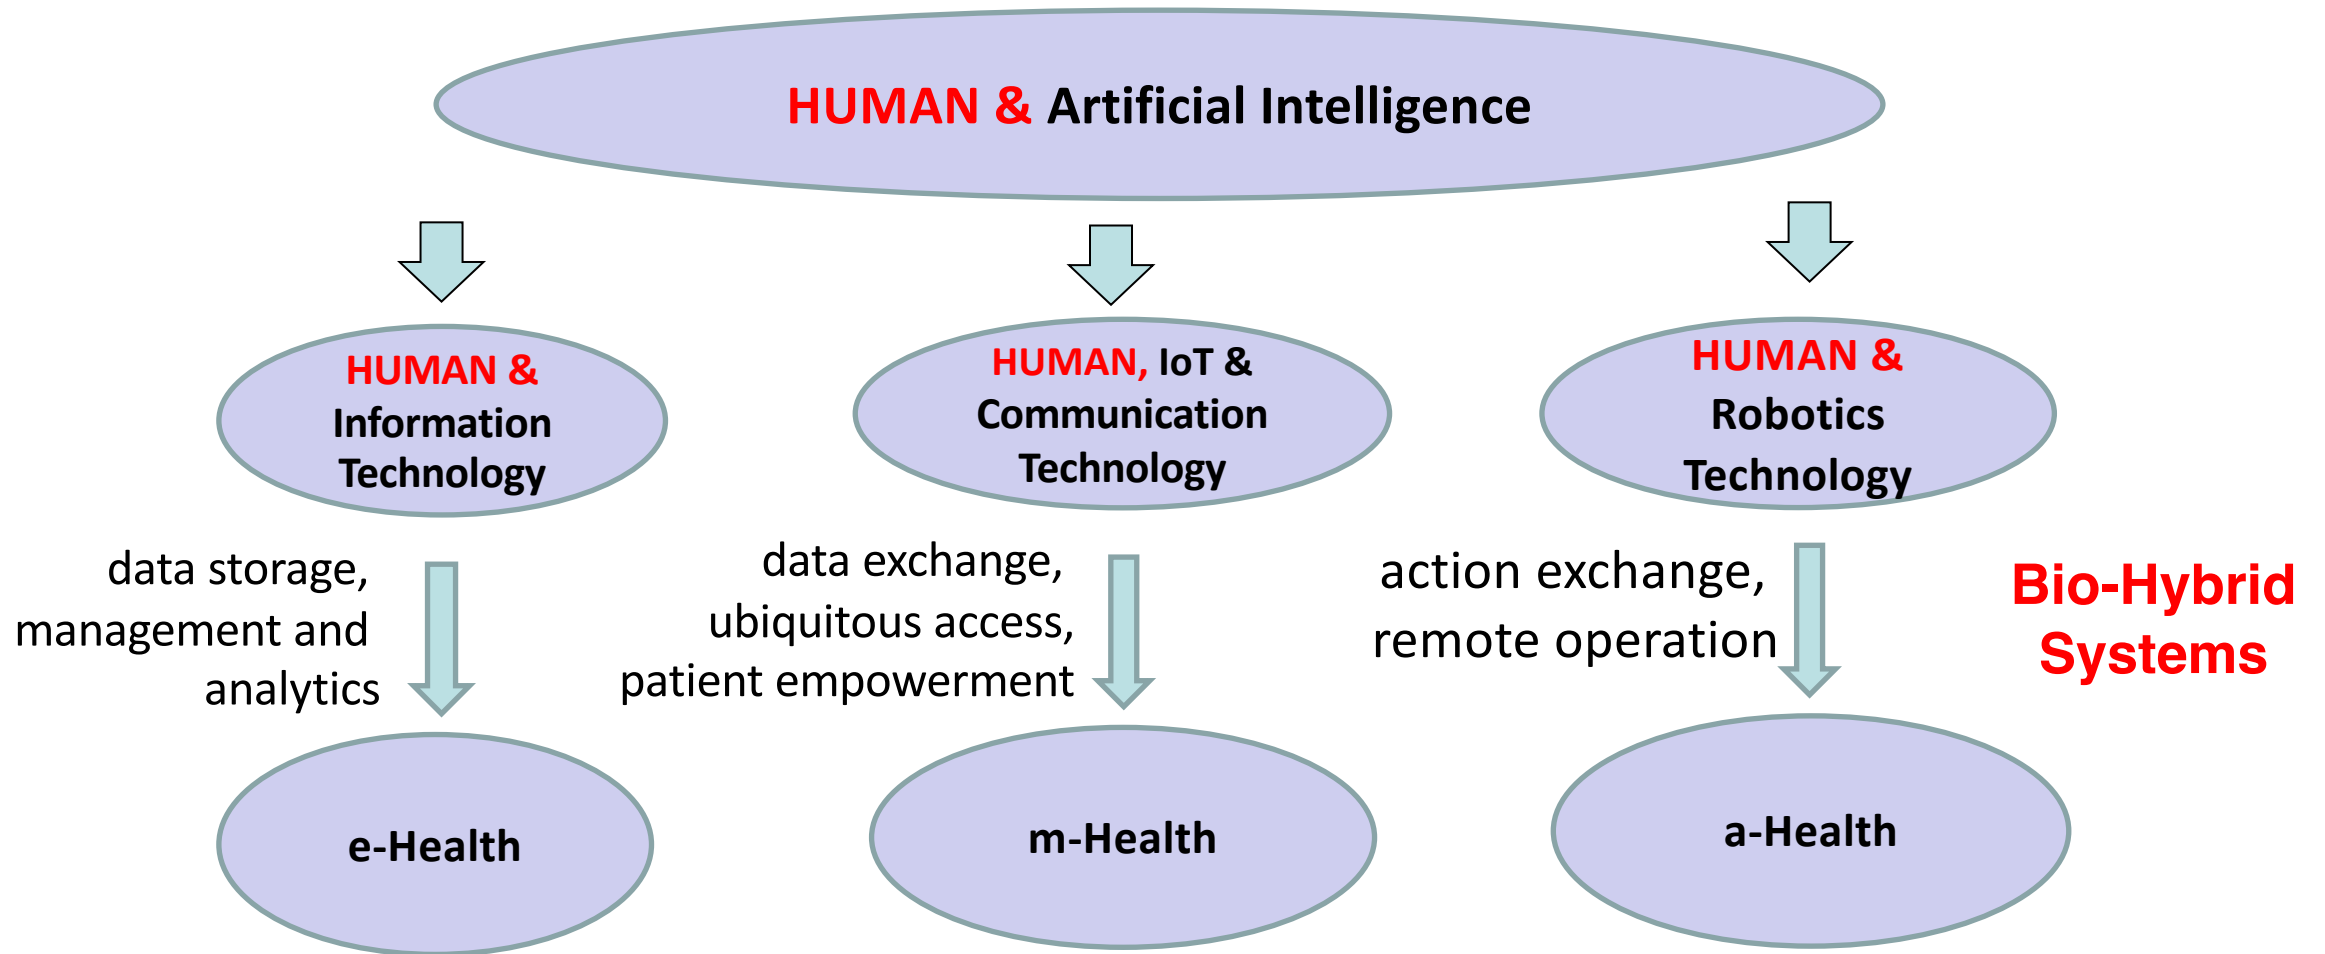 HUMAN & Artificial Intelligence
HUMAN &
Information
Technology
HUMAN, IoT &
Communication
Technology
HUMAN &
Robotics
Technology
data storage,
management and
analytics
data exchange,
ubiquitous access,
patient empowerment
action exchange,
remote operation
Bio-Hybrid
Systems
e-Health
m-Health
a-Health